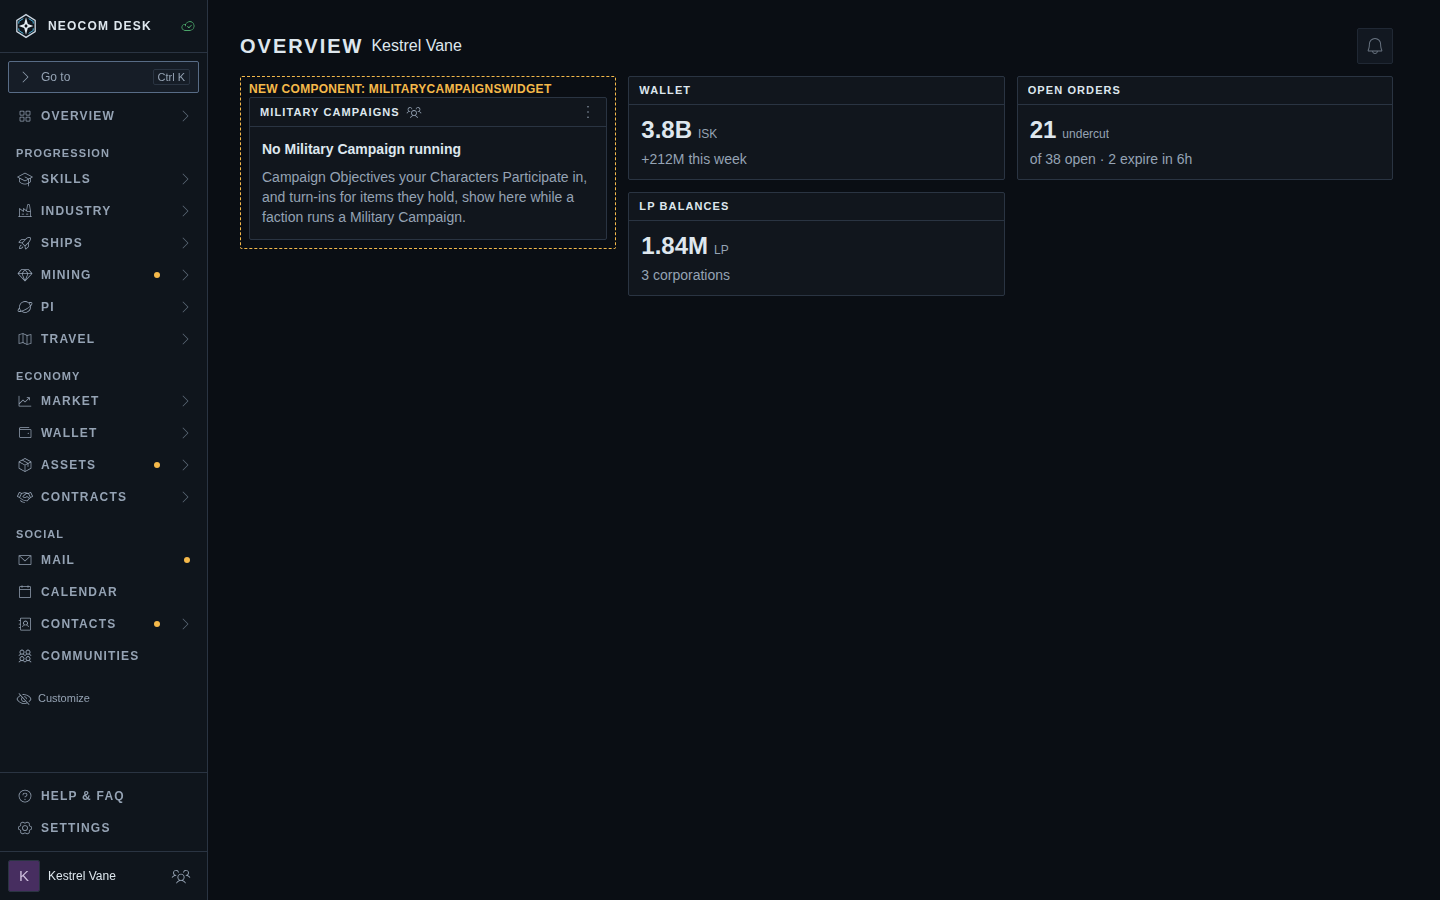 NEOCOM DESK
Go to
Ctrl K
OVERVIEW
PROGRESSION
SKILLS
INDUSTRY
SHIPS
MINING
PI
TRAVEL
ECONOMY
MARKET
WALLET
ASSETS
CONTRACTS
SOCIAL
MAIL
CALENDAR
CONTACTS
COMMUNITIES
Customize
HELP & FAQ
SETTINGS
K
Kestrel Vane
OVERVIEW Kestrel Vane
NEW COMPONENT: MILITARYCAMPAIGNSWIDGET
MILITARY CAMPAIGNS
No Military Campaign running
Campaign Objectives your Characters Participate in,
and turn-ins for items they hold, show here while a
faction runs a Military Campaign.
WALLET
3.8B ISK
+212M this week
LP BALANCES
1.84M LP
3 corporations
OPEN ORDERS
21 undercut
of 38 open · 2 expire in 6h